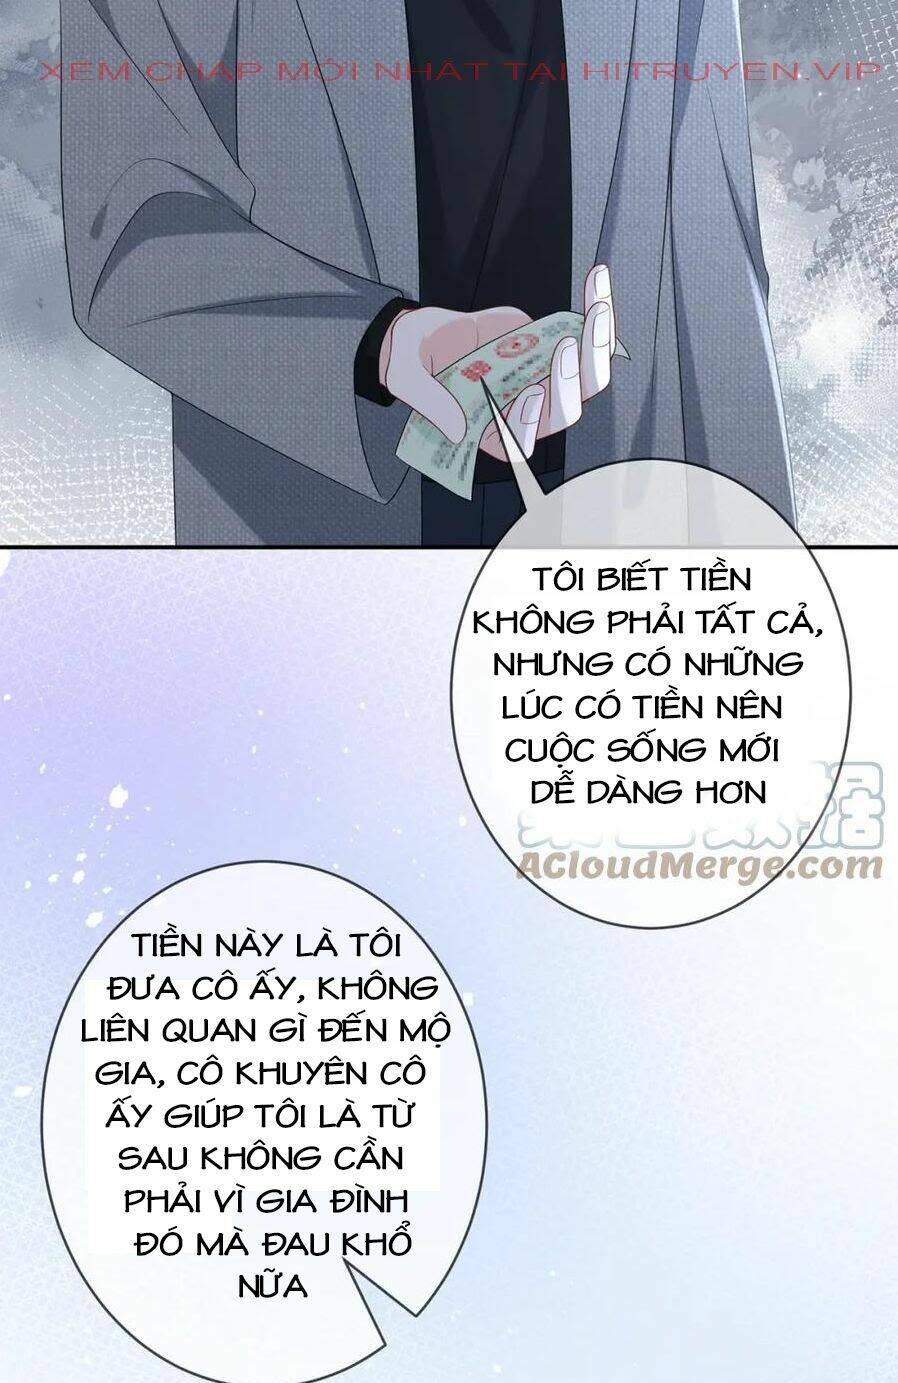 XEM CHAP MỚI NHẤT TẠI HITRUYEN.VIP
TÔI BIẾT TIỀN
KHÔNG PHẢI TẤT CẢ,
NHƯNG CÓ NHỮNG
LÚC CÓ TIỀN NÊN
CUỘC SỐNG MỚI
DỄ DÀNG HƠN
ACloudMerge.com
TIỀN NÀY LÀ TÔI
ĐƯA CÔ ẤY, KHÔNG
LIÊN QUAN GÌ ĐẾN MỘ
GIA, CÔ KHUYÊN CÔ
ẤY GIÚP TÔI LÀ TỪ
SAU KHÔNG CẦN
PHẢI VÌ GIA ĐÌNH
ĐÓ MÀ ĐAU KHỔ
NỮA